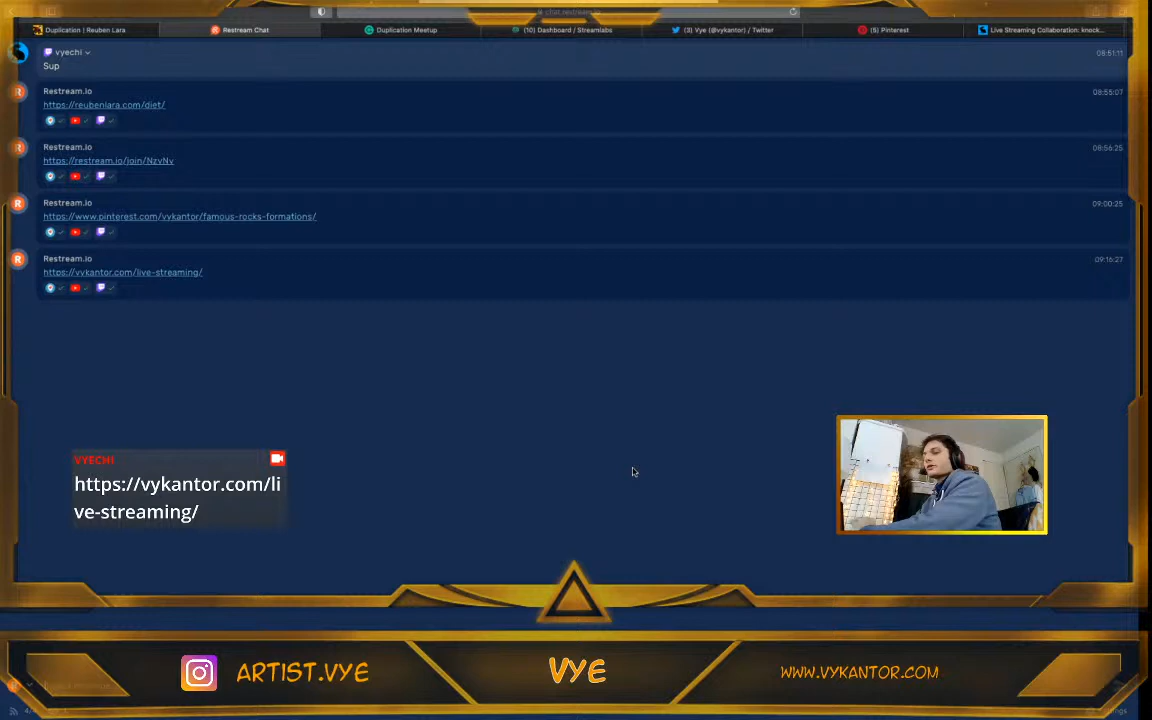 chat.restream.io
Duplication | Reuben Lara
Restream Chat
Duplication Meetup
(10) Dashboard / Streamlabs
(3) Vye (@vykantor) / Twitter
(5) Pinterest
Live Streaming Collaboration: knock...
vyechi
08:51:11
Sup
Restream.io
08:55:07
https://reubenlara.com/diet/
Restream.io
08:56:25
https://restream.io/join/NzvNv
Restream.io
09:00:25
https://www.pinterest.com/vykantor/famous-rocks-formations/
Restream.io
09:16:27
https://vykantor.com/live-streaming/
VYECHI
https://vykantor.com/li
ve-streaming/
ARTIST.VYE
VYE
WWW.VYKANTOR.COM